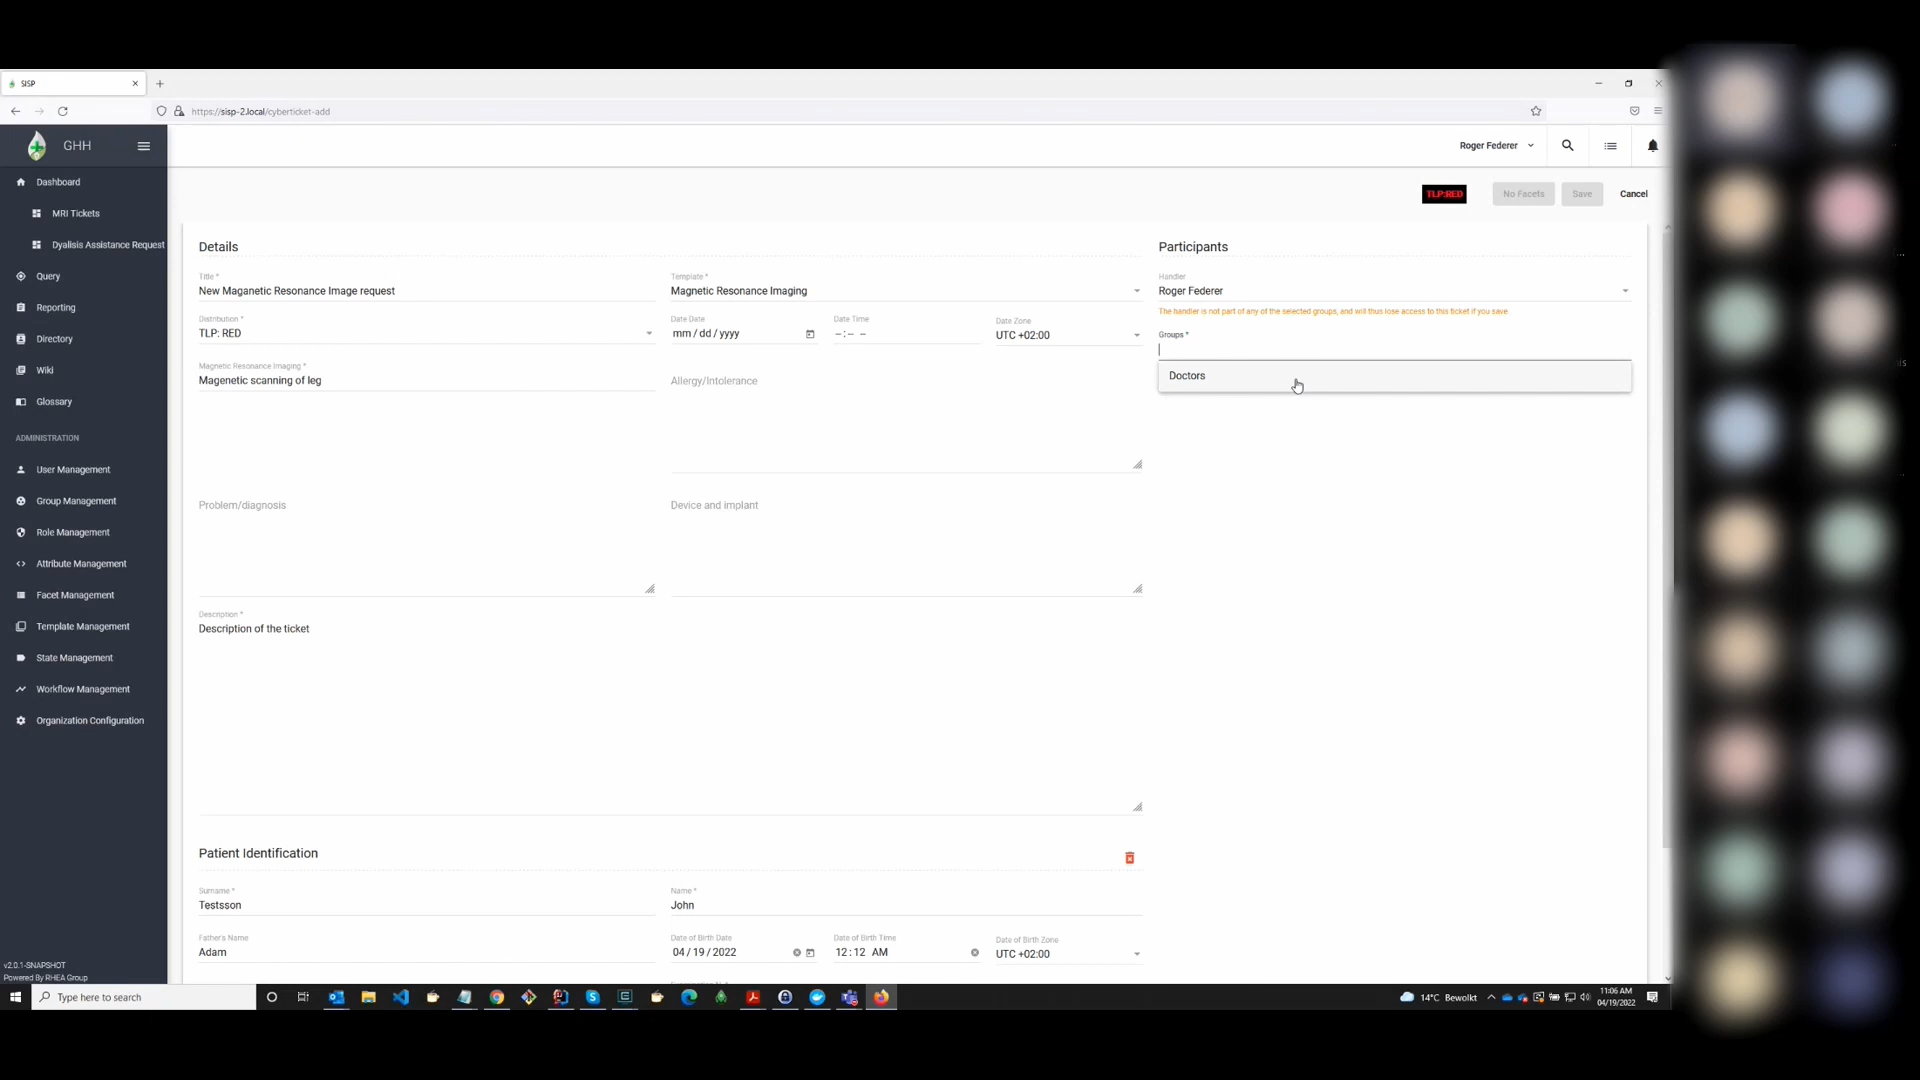 SISP
https://sisp-2.local/cyberticket-add
GHH
Roger Federer
TLP:RED
No Facets
Save
Cancel
Dashboard
MRI Tickets
Dyalisis Assistance Request
Query
Reporting
Directory
Wiki
Glossary
ADMINISTRATION
User Management
Group Management
Role Management
Attribute Management
Facet Management
Template Management
State Management
Workflow Management
Organization Configuration
v2.0.1-SNAPSHOT
Powered By RHEA Group
Details
Title *
New Maganetic Resonance Image request
Template *
Magnetic Resonance Imaging
Distribution *
TLP: RED
Date Date
mm / dd / yyyy
Date Time
--:-- --
Date Zone
UTC +02:00
Magnetic Resonance Imaging *
Magenetic scanning of leg
Allergy/Intolerance
Problem/diagnosis
Device and implant
Description *
Description of the ticket
Patient Identification
Surname *
Testsson
Name *
John
Father's Name
Adam
Date of Birth Date
04 / 19 / 2022
Date of Birth Time
12:12 AM
Date of Birth Zone
UTC +02:00
Participants
Handler
Roger Federer
The handler is not part of any of the selected groups, and will thus lose access to this ticket if you save
Groups *
Doctors
Type here to search
14°C Bewolkt
11:06 AM
04/19/2022